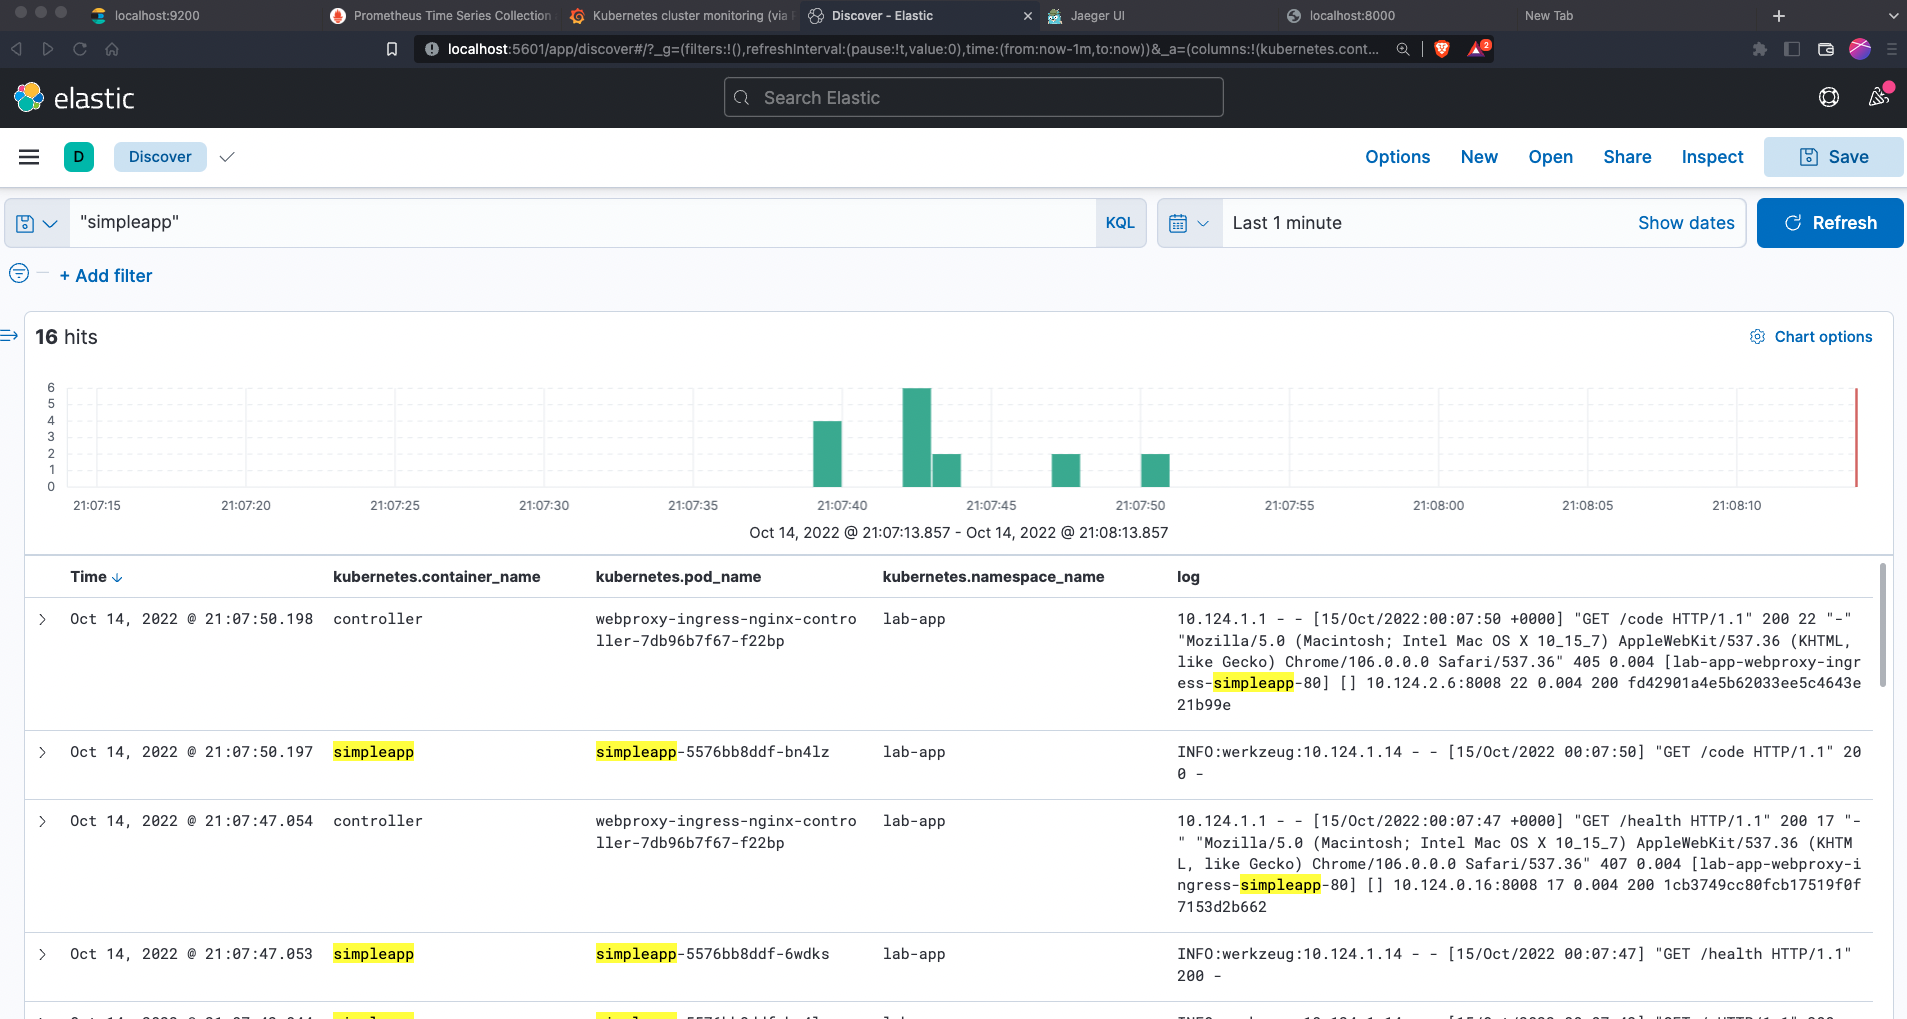 localhost:9200
Prometheus Time Series Collection
Kubernetes cluster monitoring (via
Discover - Elastic
Jaeger UI
localhost:8000
New Tab
localhost:5601/app/discover#/?_g=(filters:!(),refreshInterval:(pause:!t,value:0),time:(from:now-1m,to:now))&_a=(columns:!(kubernetes.cont...
2
elastic
Search Elastic
D
Discover
Options
New
Open
Share
Inspect
Save
"simpleapp"
KQL
Last 1 minute
Show dates
Refresh
+ Add filter
16 hits
Chart options
6
5
4
3
2
1
0
21:07:15 21:07:20 21:07:25 21:07:30 21:07:35 21:07:40 21:07:45 21:07:50 21:07:55 21:08:00 21:08:05 21:08:10
Oct 14, 2022 @ 21:07:13.857 - Oct 14, 2022 @ 21:08:13.857
Time kubernetes.container_name kubernetes.pod_name kubernetes.namespace_name log
Oct 14, 2022 @ 21:07:50.198 controller webproxy-ingress-nginx-contro lab-app 10.124.1.1 - - [15/Oct/2022:00:07:50 +0000] "GET /code HTTP/1.1" 200 22 "-"
ller-7db96b7f67-f22bp "Mozilla/5.0 (Macintosh; Intel Mac OS X 10_15_7) AppleWebKit/537.36 (KHTML,
like Gecko) Chrome/106.0.0.0 Safari/537.36" 405 0.004 [lab-app-webproxy-ingr
ess-simpleapp-80] [] 10.124.2.6:8008 22 0.004 200 fd42901a4e5b62033ee5c4643e
21b99e
Oct 14, 2022 @ 21:07:50.197 simpleapp simpleapp-5576bb8ddf-bn4lz lab-app INFO:werkzeug:10.124.1.14 - - [15/Oct/2022 00:07:50] "GET /code HTTP/1.1" 20
0 -
Oct 14, 2022 @ 21:07:47.054 controller webproxy-ingress-nginx-contro lab-app 10.124.1.1 - - [15/Oct/2022:00:07:47 +0000] "GET /health HTTP/1.1" 200 17 "-
ller-7db96b7f67-f22bp " "Mozilla/5.0 (Macintosh; Intel Mac OS X 10_15_7) AppleWebKit/537.36 (KHTM
L, like Gecko) Chrome/106.0.0.0 Safari/537.36" 407 0.004 [lab-app-webproxy-i
ngress-simpleapp-80] [] 10.124.0.16:8008 17 0.004 200 1cb3749cc80fcb17519f0f
7153d2b662
Oct 14, 2022 @ 21:07:47.053 simpleapp simpleapp-5576bb8ddf-6wdks lab-app INFO:werkzeug:10.124.1.14 - - [15/Oct/2022 00:07:47] "GET /health HTTP/1.1"
200 -